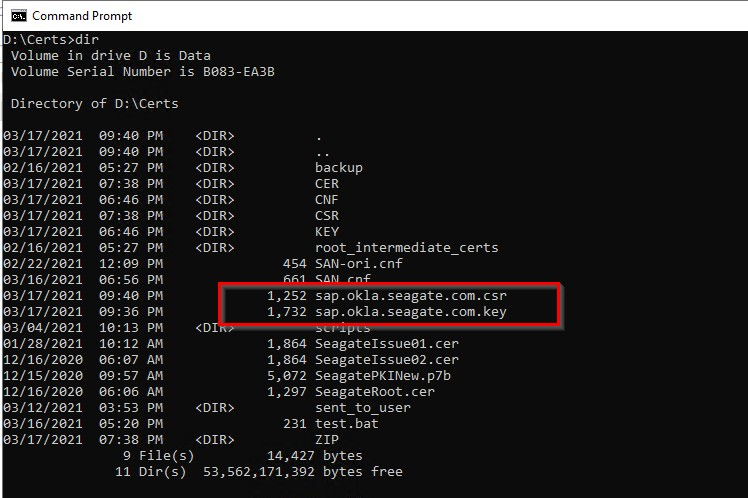 Command Prompt
D:\Certs>dir
Volume in drive D is Data
Volume Serial Number is B083-EA3B
Directory of D:\Certs
03/17/2021 09:40 PM <DIR> .
03/17/2021 09:40 PM <DIR> ..
02/16/2021 05:27 PM <DIR> backup
03/17/2021 07:38 PM <DIR> CER
03/17/2021 06:46 PM <DIR> CNF
03/17/2021 07:38 PM <DIR> CSR
03/17/2021 06:46 PM <DIR> KEY
02/16/2021 05:27 PM <DIR> root_intermediate_certs
02/22/2021 12:09 PM 454 SAN-ori.cnf
03/16/2021 06:56 PM 661 SAN.cnf
03/17/2021 09:40 PM 1,252 sap.okla.seagate.com.csr
03/17/2021 09:36 PM 1,732 sap.okla.seagate.com.key
03/04/2021 10:13 PM <DIR> scripts
01/28/2021 10:12 AM 1,864 SeagateIssue01.cer
12/16/2020 06:07 AM 1,864 SeagateIssue02.cer
12/15/2020 09:57 AM 5,072 SeagatePKINew.p7b
12/16/2020 06:06 AM 1,297 SeagateRoot.cer
03/12/2021 03:53 PM <DIR> sent_to_user
03/16/2021 05:20 PM 231 test.bat
03/17/2021 07:38 PM <DIR> ZIP
9 File(s) 14,427 bytes
11 Dir(s) 53,562,171,392 bytes free